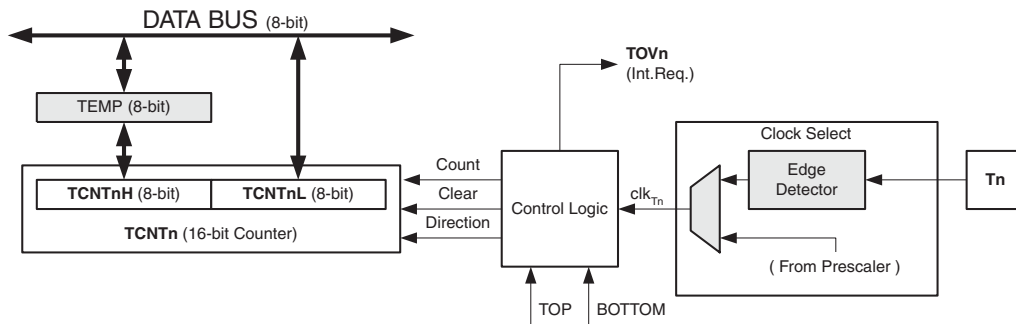 DATA BUS (8-bit)
TOVn
(Int.Req.)
TEMP (8-bit)
Clock Select
Count
TCNTnH (8-bit) TCNTnL (8-bit)
Clear
Control Logic
clkTn
Edge
Detector
Tn
TCNTn (16-bit Counter)
Direction
( From Prescaler )
TOP
BOTTOM